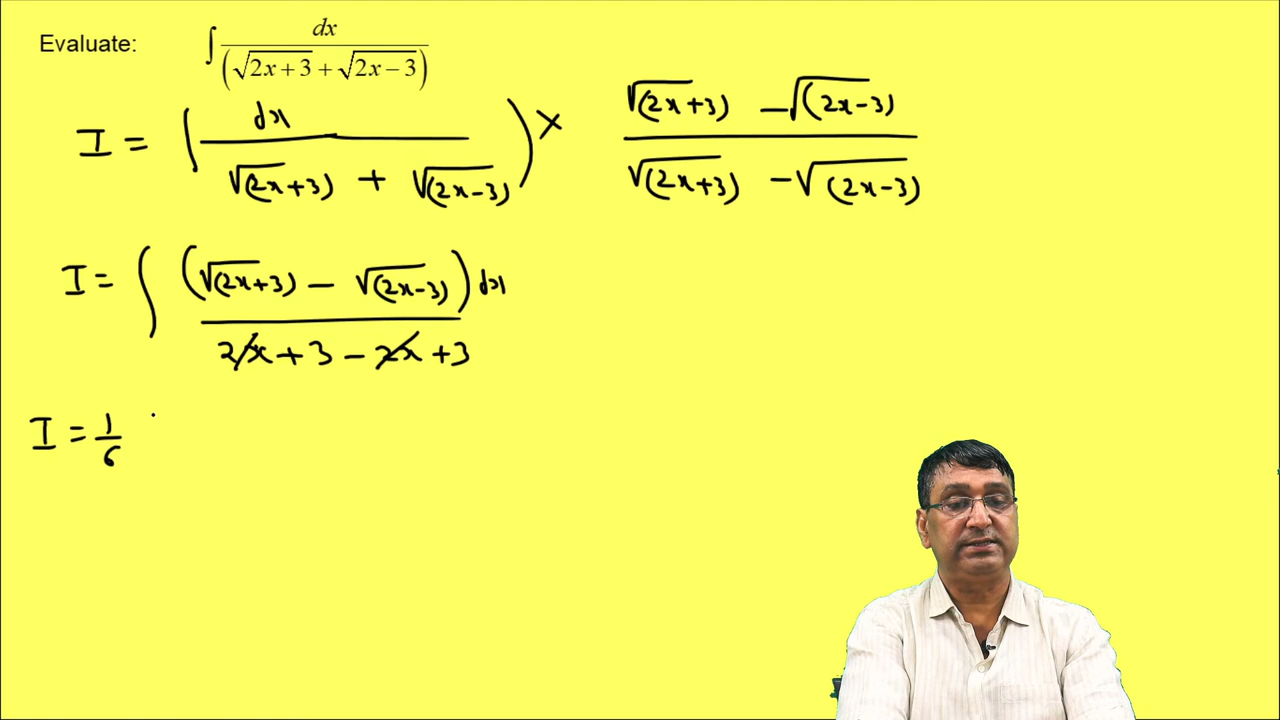 Evaluate: ∫ dx / (√2x+3 + √2x−3)
I = ( dx / √(2x+3) + √(2x−3) ) × √(2x+3) − √(2x−3) / √(2x+3) − √(2x−3)
I = ∫ (√(2x+3) − √(2x−3)) dx / 2x + 3 − 2x + 3
I = 1/6